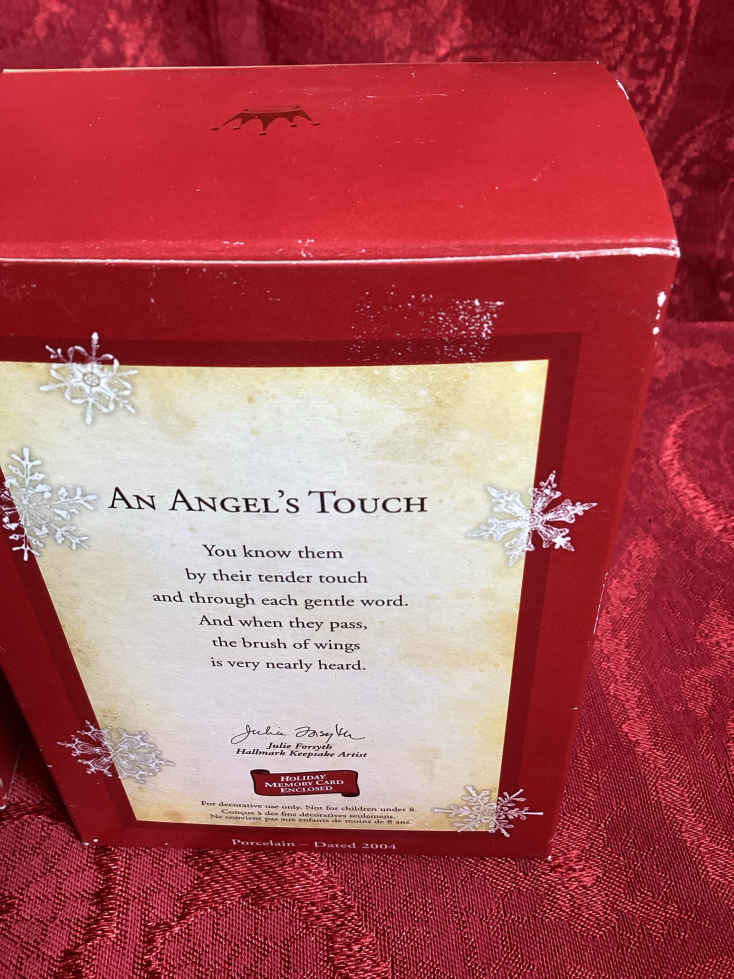 An Angel's Touch
You know them
by their tender touch
and through each gentle word.
And when they pass,
the brush of wings
is very nearly heard.
Julie Forsyth
Julie Forsyth
Hallmark Keepsake Artist
Holiday
Memory Card
Enclosed
For decorative use only. Not for children under 8.
Conçue à des fins décoratives seulement.
Ne convient pas aux enfants de moins de 8 ans
Porcelain – Dated 2004